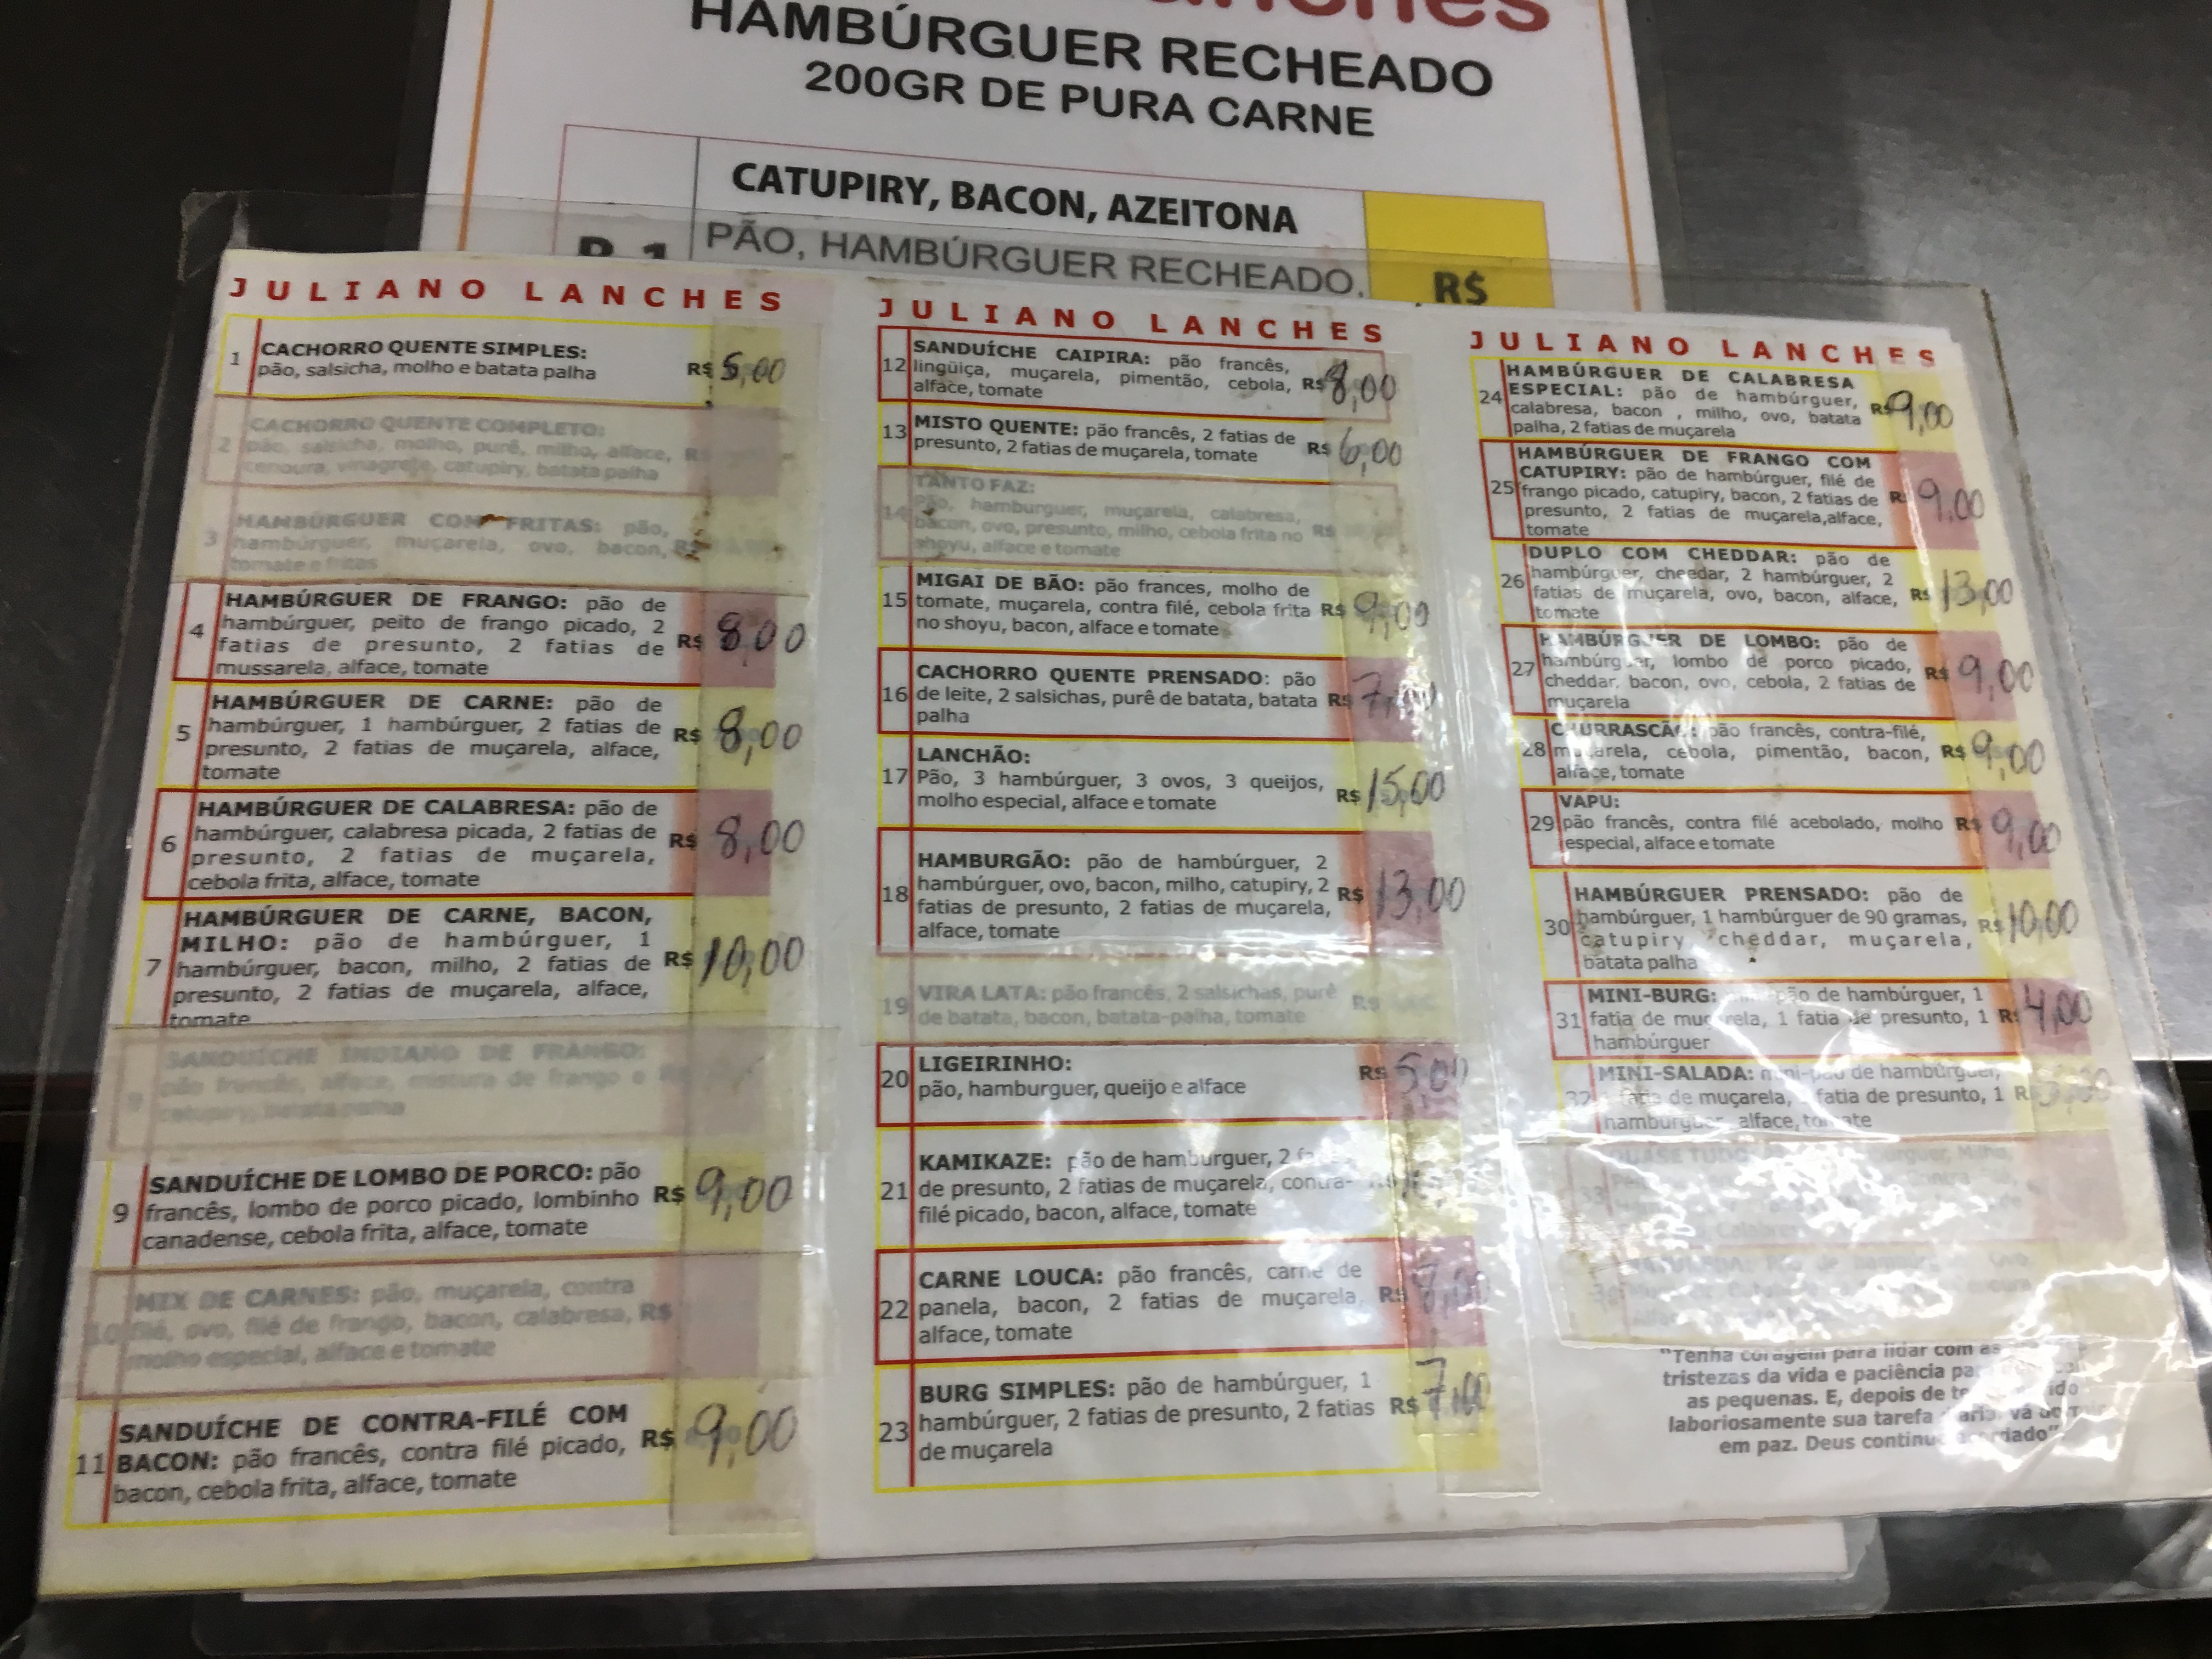 HAMBÚRGUER RECHEADO
200GR DE PURA CARNE
CATUPIRY, BACON, AZEITONA
PÃO, HAMBÚRGUER RECHEADO,
R$
JULIANO LANCHES
1 CACHORRO QUENTE SIMPLES:
pão, salsicha, molho e batata palha R$ 5,00
2 CACHORRO QUENTE COMPLETO:
pão, salsicha, molho, purê, milho, alface,
cenoura, vinagrete, catupiry, batata palha
3 HAMBÚRGUER COM FRITAS: pão,
hambúrguer, muçarela, ovo, bacon,
tomate e fritas
4 HAMBÚRGUER DE FRANGO: pão de
hambúrguer, peito de frango picado, 2
fatias de presunto, 2 fatias de R$ 8,00
mussarela, alface, tomate
5 HAMBÚRGUER DE CARNE: pão de
hambúrguer, 1 hambúrguer, 2 fatias de
presunto, 2 fatias de muçarela, alface, R$ 8,00
tomate
6 HAMBÚRGUER DE CALABRESA: pão de
hambúrguer, calabresa picada, 2 fatias de
presunto, 2 fatias de muçarela, R$ 8,00
cebola frita, alface, tomate
7 HAMBÚRGUER DE CARNE, BACON,
MILHO: pão de hambúrguer, 1
hambúrguer, bacon, milho, 2 fatias de R$ 10,00
presunto, 2 fatias de muçarela, alface,
tomate
9 SANDUÍCHE DE LOMBO DE PORCO: pão
francês, lombo de porco picado, lombinho R$ 9,00
canadense, cebola frita, alface, tomate
MIX DE CARNES: pão, muçarela, contra
filé, ovo, filé de frango, bacon, calabresa, R$
molho especial, alface e tomate
11 SANDUÍCHE DE CONTRA-FILÉ COM
BACON: pão francês, contra filé picado, R$ 9,00
bacon, cebola frita, alface, tomate
JULIANO LANCHES
12 SANDUÍCHE CAIPIRA: pão francês,
lingüiça, muçarela, pimentão, cebola, R$ 8,00
alface, tomate
13 MISTO QUENTE: pão francês, 2 fatias de
presunto, 2 fatias de muçarela, tomate R$ 6,00
14 TANTO FAZ:
pão, hambúrguer, muçarela, calabresa,
bacon, ovo, presunto, milho, cebola frita no R$
shoyu, alface e tomate
15 MIGAI DE BÃO: pão frances, molho de
tomate, muçarela, contra filé, cebola frita R$ 9,00
no shoyu, bacon, alface e tomate
16 CACHORRO QUENTE PRENSADO: pão
de leite, 2 salsichas, purê de batata, batata R$ 7,00
palha
17 LANCHÃO:
Pão, 3 hambúrguer, 3 ovos, 3 queijos, R$ 15,00
molho especial, alface e tomate
18 HAMBURGÃO: pão de hambúrguer, 2
hambúrguer, ovo, bacon, milho, catupiry, 2 R$ 13,00
fatias de presunto, 2 fatias de muçarela,
alface, tomate
19 VIRA LATA: pão francês, 2 salsichas, purê
de batata, bacon, batata-palha, tomate R$
20 LIGEIRINHO:
pão, hamburguer, queijo e alface R$ 5,00
21 KAMIKAZE: pão de hamburguer, 2
de presunto, 2 fatias de muçarela, contra-
filé picado, bacon, alface, tomate
22 CARNE LOUCA: pão francês, carne de
panela, bacon, 2 fatias de muçarela, R$ 8,00
alface, tomate
23 BURG SIMPLES: pão de hambúrguer, 1
hambúrguer, 2 fatias de presunto, 2 fatias R$ 7,00
de muçarela
JULIANO LANCHES
24 HAMBÚRGUER DE CALABRESA
ESPECIAL: pão de hambúrguer,
calabresa, bacon , milho, ovo, batata R$ 9,00
palha, 2 fatias de muçarela
25 HAMBÚRGUER DE FRANGO COM
CATUPIRY: pão de hambúrguer, filé de
frango picado, catupiry, bacon, 2 fatias de R$ 9,00
presunto, 2 fatias de muçarela,alface,
tomate
26 DUPLO COM CHEDDAR: pão de
hambúrguer, cheddar, 2 hambúrguer, 2
fatias de muçarela, ovo, bacon, alface, R$ 13,00
tomate
27 HAMBÚRGUER DE LOMBO: pão de
hambúrguer, lombo de porco picado, R$ 9,00
cheddar, bacon, ovo, cebola, 2 fatias de
muçarela
28 CHURRASCÃO: pão francês, contra-filé,
muçarela, cebola, pimentão, bacon, R$ 9,00
alface, tomate
29 VAPU:
pão francês, contra filé acebolado, molho R$ 9,00
especial, alface e tomate
30 HAMBÚRGUER PRENSADO: pão de
hambúrguer, 1 hambúrguer de 90 gramas, R$ 10,00
catupiry, cheddar, muçarela,
batata palha
31 MINI-BURG: pão de hambúrguer, 1
fatia de muçarela, 1 fatia de presunto, 1 R$ 4,00
hambúrguer
32 MINI-SALADA: mini-pão de hambúrguer,
fatia de muçarela, fatia de presunto, 1
hamburguer, alface, tomate
"Tenha coragem para lidar com as
tristezas da vida e paciência
as pequenas. E, depois de
laboriosamente sua tarefa
em paz. Deus continua